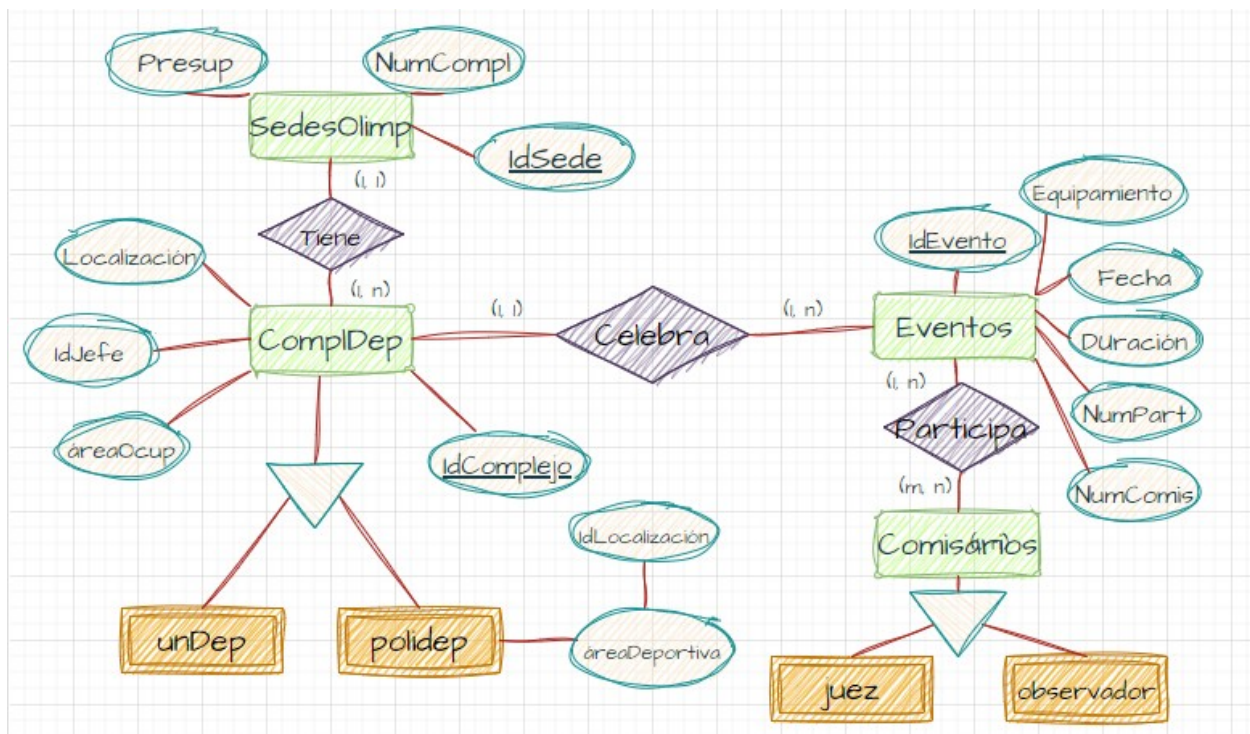 Presup
NumCompl
SedesOlimp
IdSede
(1, 1)
Tiene
(1, n)
Localización
IdJefe
áreaOcup
ComplDep
IdComplejo
(1, 1)
Celebra
(1, n)
IdEvento
Equipamiento
Fecha
DUración
NumPart
NumComis
Eventos
(1, n)
Participa
(m, n)
Comisários
IdLocalización
áreaDeportiva
unDep
polidep
juez
observador